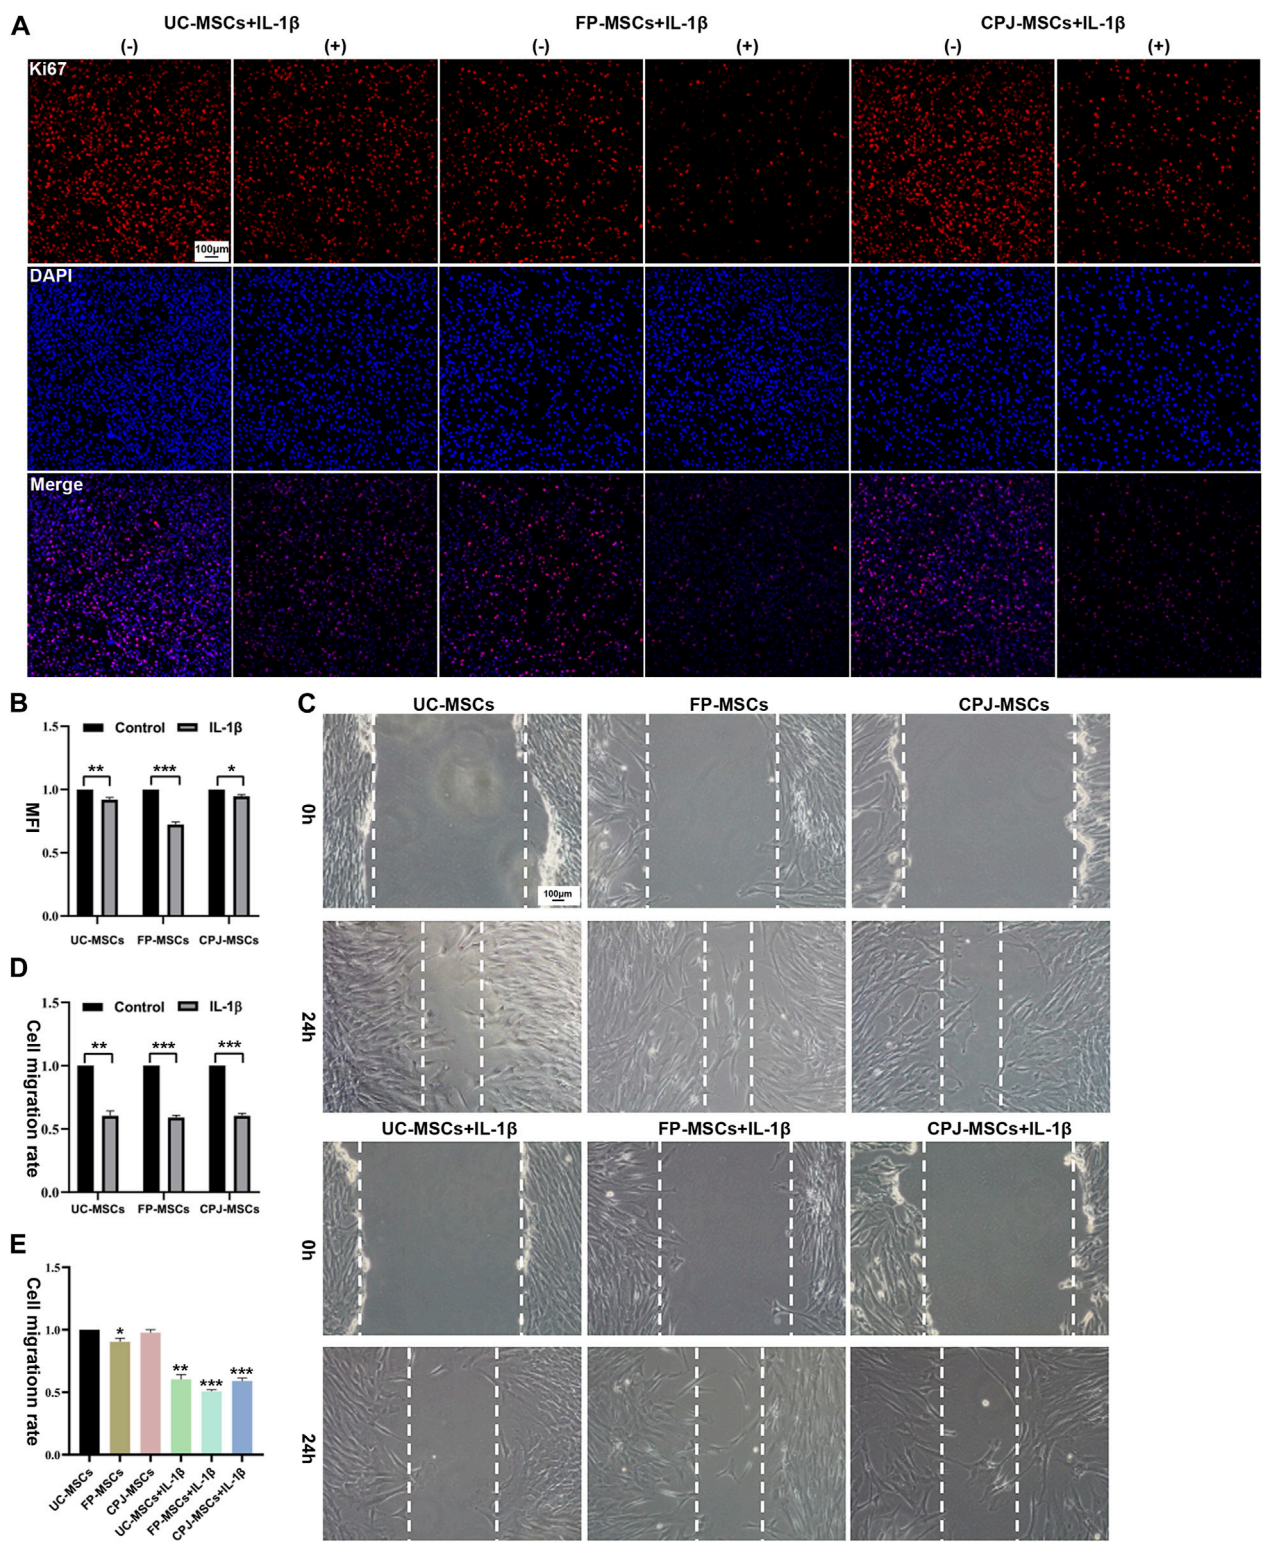 A
UC-MSCs+IL-1β FP-MSCs+IL-1β CPJ-MSCs+IL-1β
(-) (+) (-) (+) (-) (+)
Ki67
100μm
DAPI
Merge
B
Control IL-1β
1.5
1.0
0.5
0.0
MFI
** *** *
UC-MSCs FP-MSCs CPJ-MSCs
C
UC-MSCs FP-MSCs CPJ-MSCs
0h
100μm
24h
UC-MSCs+IL-1β FP-MSCs+IL-1β CPJ-MSCs+IL-1β
0h
24h
D
Control IL-1β
1.5
1.0
0.5
0.0
Cell migration rate
** *** ***
UC-MSCs FP-MSCs CPJ-MSCs
E
1.5
1.0
0.5
0.0
Cell migrationn rate
* ** *** ***
UC-MSCs
FP-MSCs
CPJ-MSCs
UC-MSCs+IL-1β
FP-MSCs+IL-1β
CPJ-MSCs+IL-1β